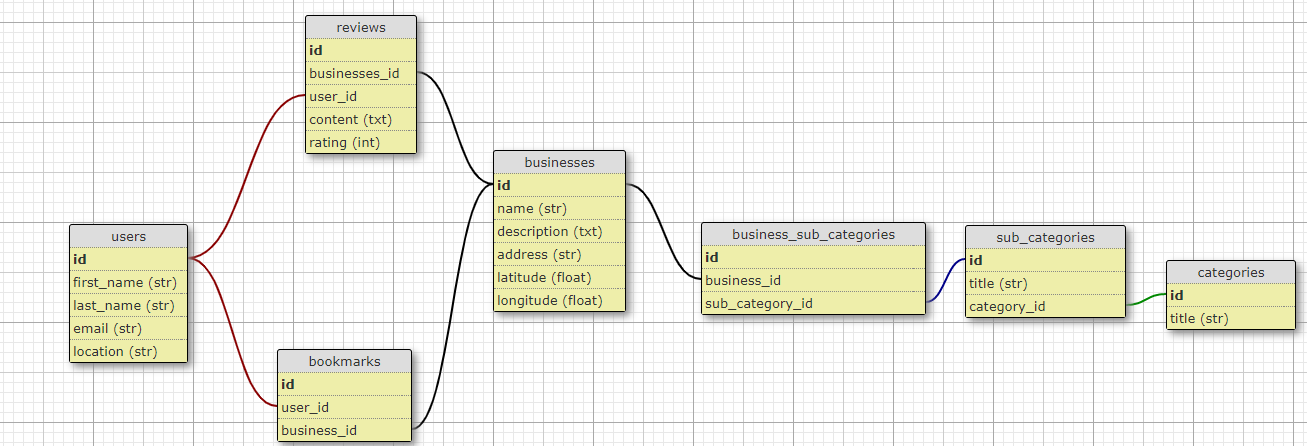 reviews
id
businesses_id
user_id
content (txt)
rating (int)
businesses
id
name (str)
description (txt)
address (str)
latitude (float)
longitude (float)
users
id
first_name (str)
last_name (str)
email (str)
location (str)
bookmarks
id
user_id
business_id
business_sub_categories
id
business_id
sub_category_id
sub_categories
id
title (str)
category_id
categories
id
title (str)